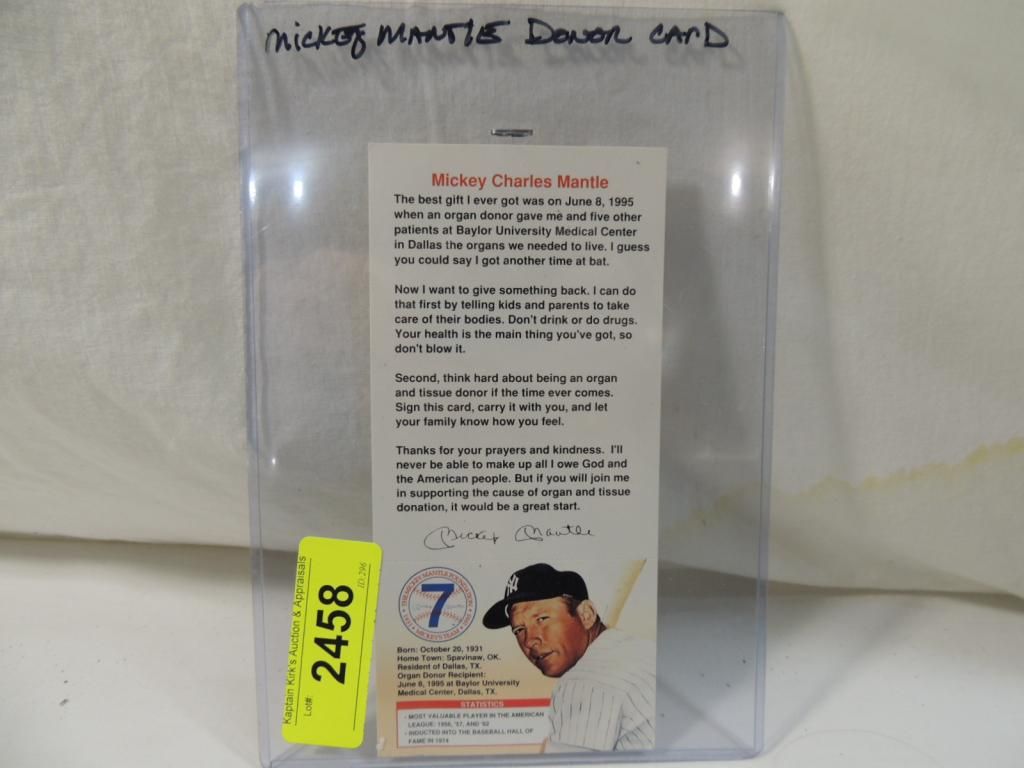 Mickey Mantle Donor Card
Mickey Charles Mantle
The best gift I ever got was on June 8, 1995
when an organ donor gave me and five other
patients at Baylor University Medical Center
in Dallas the organs we needed to live. I guess
you could say I got another time at bat.
Now I want to give something back. I can do
that first by telling kids and parents to take
care of their bodies. Don't drink or do drugs.
Your health is the main thing you've got, so
don't blow it.
Second, think hard about being an organ
and tissue donor if the time ever comes.
Sign this card, carry it with you, and let
your family know how you feel.
Thanks for your prayers and kindness. I'll
never be able to make up all I owe God and
the American people. But if you will join me
in supporting the cause of organ and tissue
donation, it would be a great start.
Mickey Mantle
THE MICKEY MANTLE FOUNDATION
7
MICKEY'S TEAM
NY
Born: October 20, 1931
Home Town: Spavinaw, OK.
Resident of Dallas, TX.
Organ Donor Recipient:
June 8, 1995 at Baylor University
Medical Center, Dallas, TX.
STATISTICS
• MOST VALUABLE PLAYER IN THE AMERICAN
LEAGUE: 1956, '57, AND '62
• INDUCTED INTO THE BASEBALL HALL OF
FAME IN 1974
Kaptain Kirk's Auction & Appraisals
Lot#:
2458
ID:296